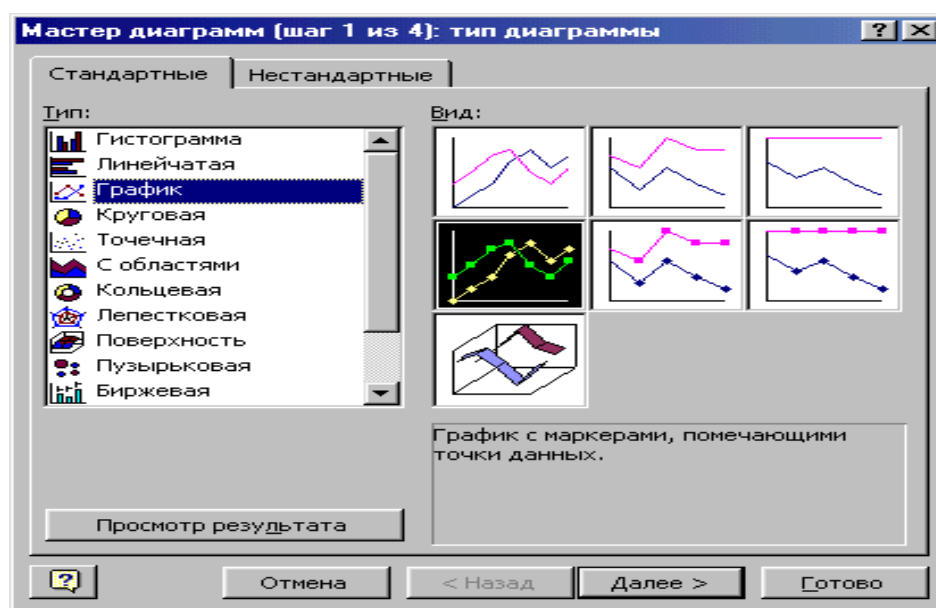 Мастер диаграмм (шаг 1 из 4): тип диаграммы
Стандартные
Нестандартные
Тип:
Гистограмма
Линейчатая
График
Круговая
Точечная
С областями
Кольцевая
Лепестковая
Поверхность
Пузырьковая
Биржевая
Вид:
График с маркерами, помечающими
точки данных.
Просмотр результата
Отмена
< Назад
Далее >
Готово